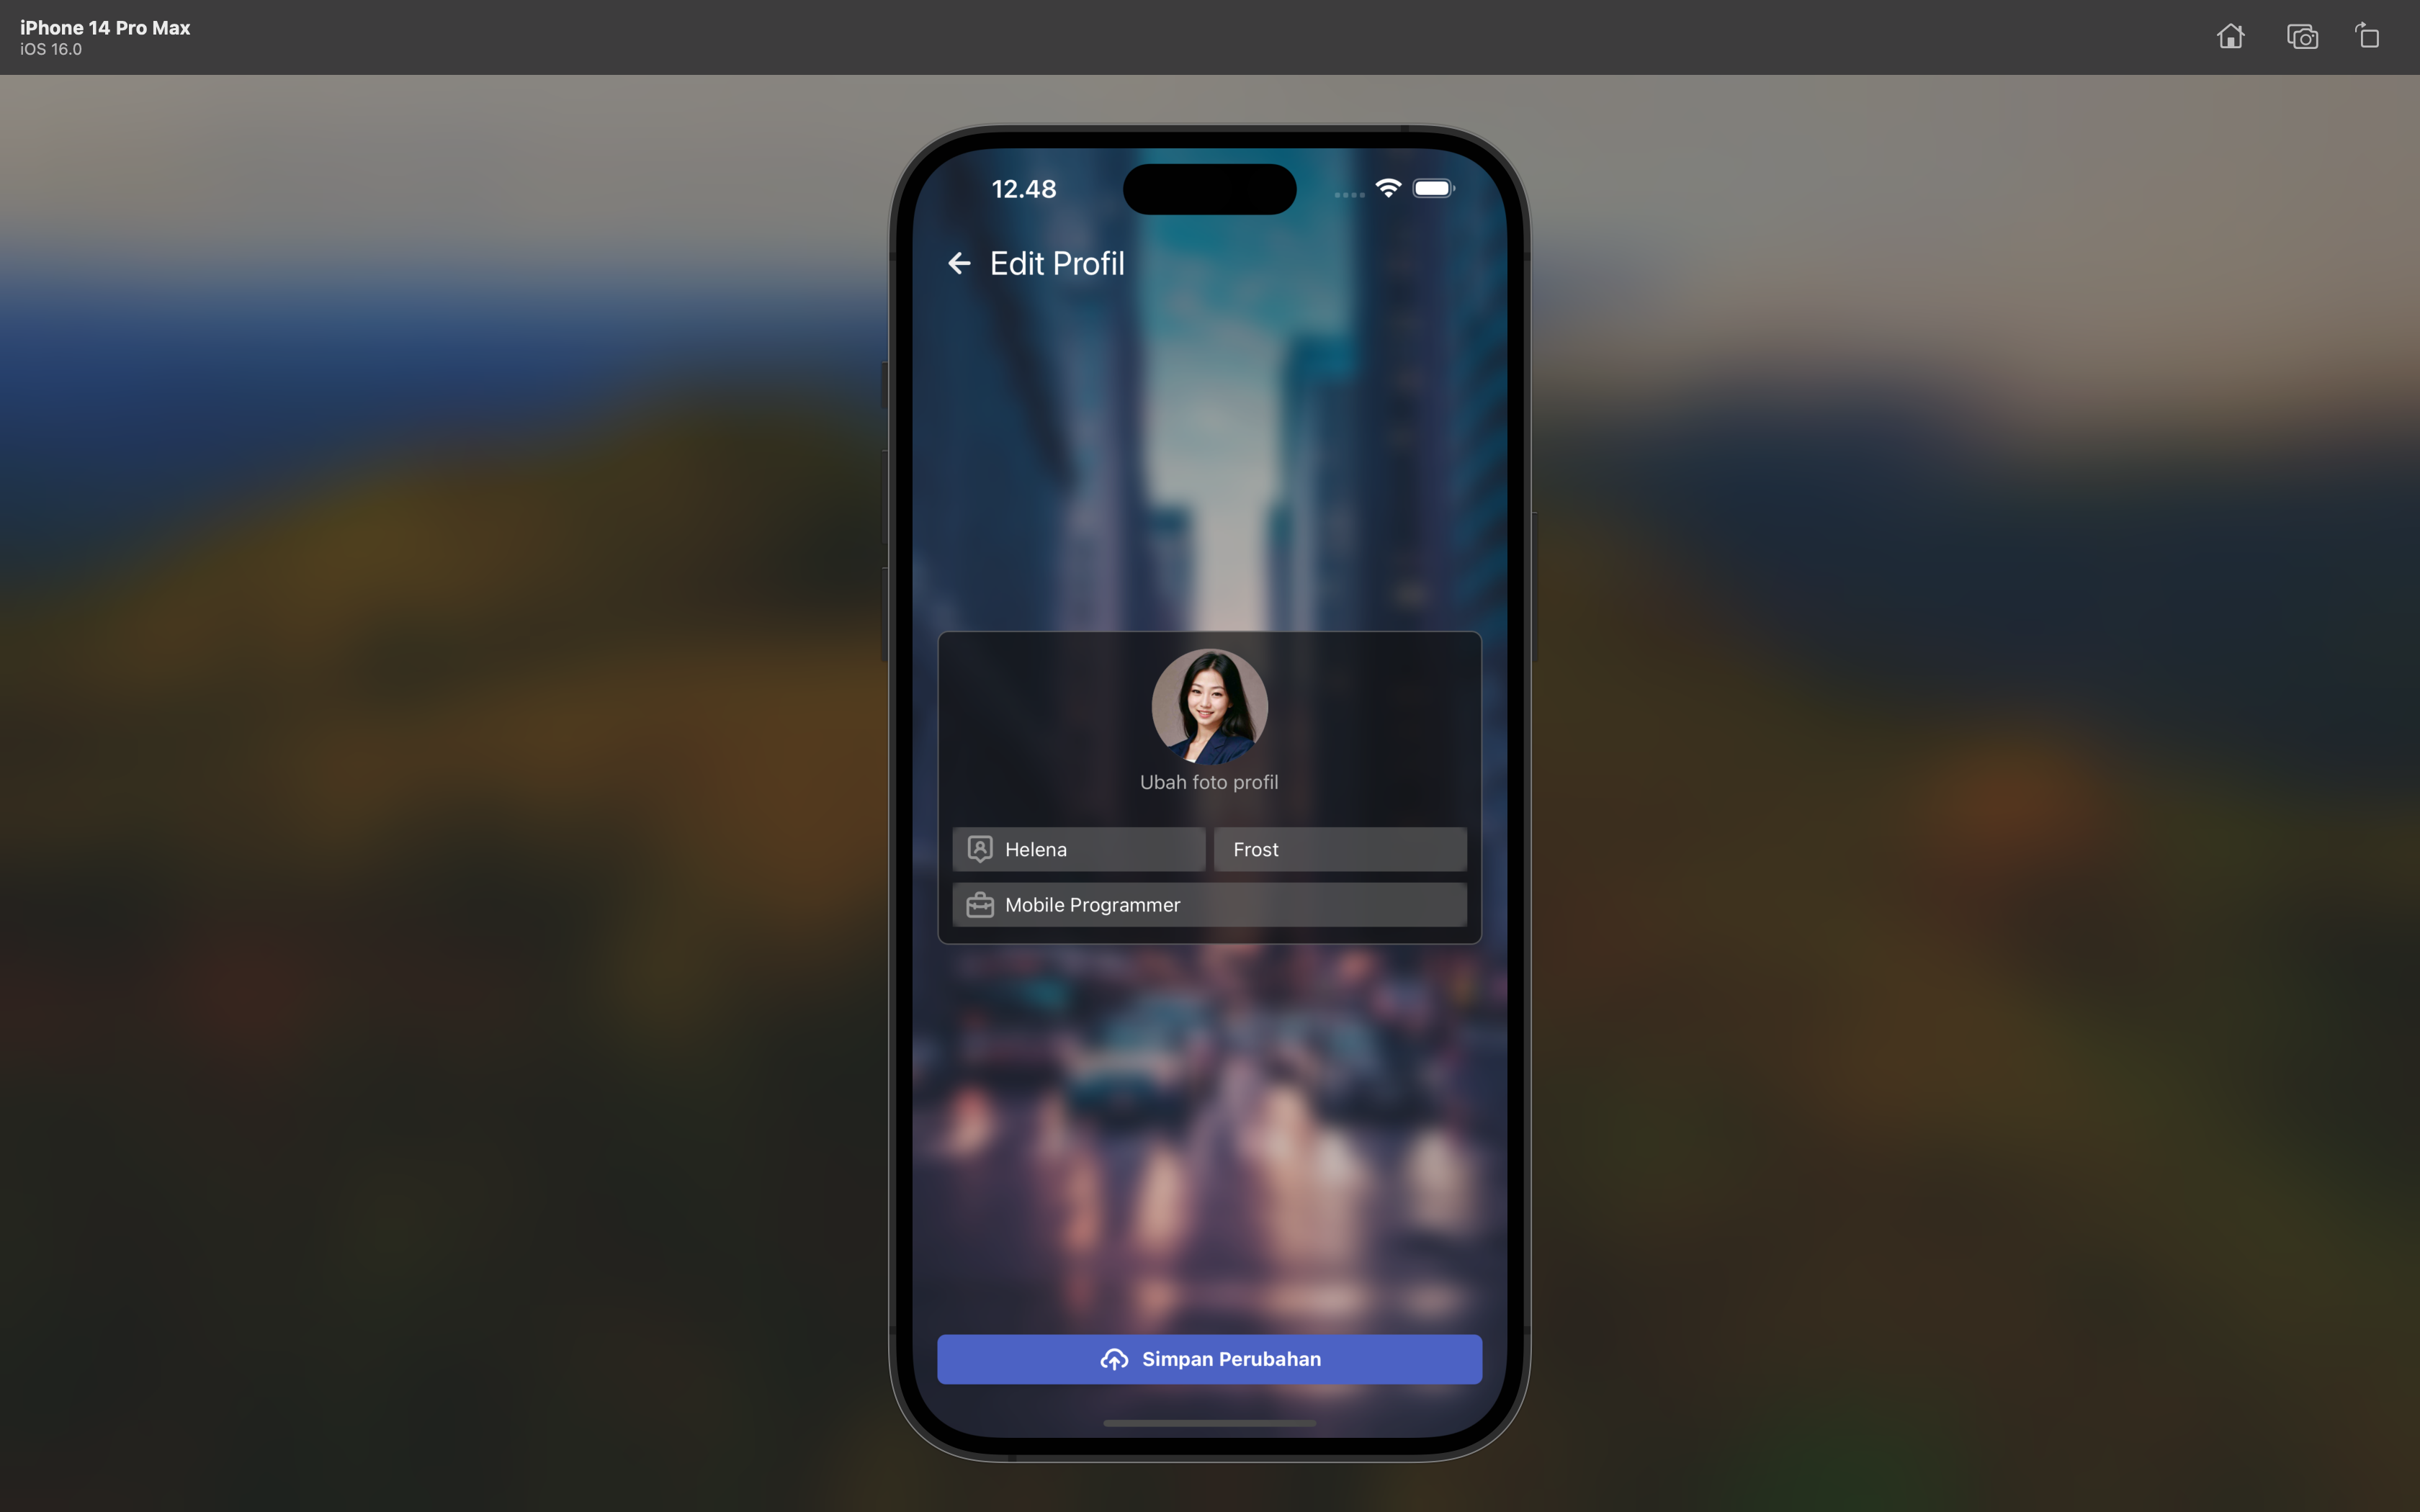 iPhone 14 Pro Max
iOS 16.0
12.48
Edit Profil
Ubah foto profil
Helena
Frost
Mobile Programmer
Simpan Perubahan